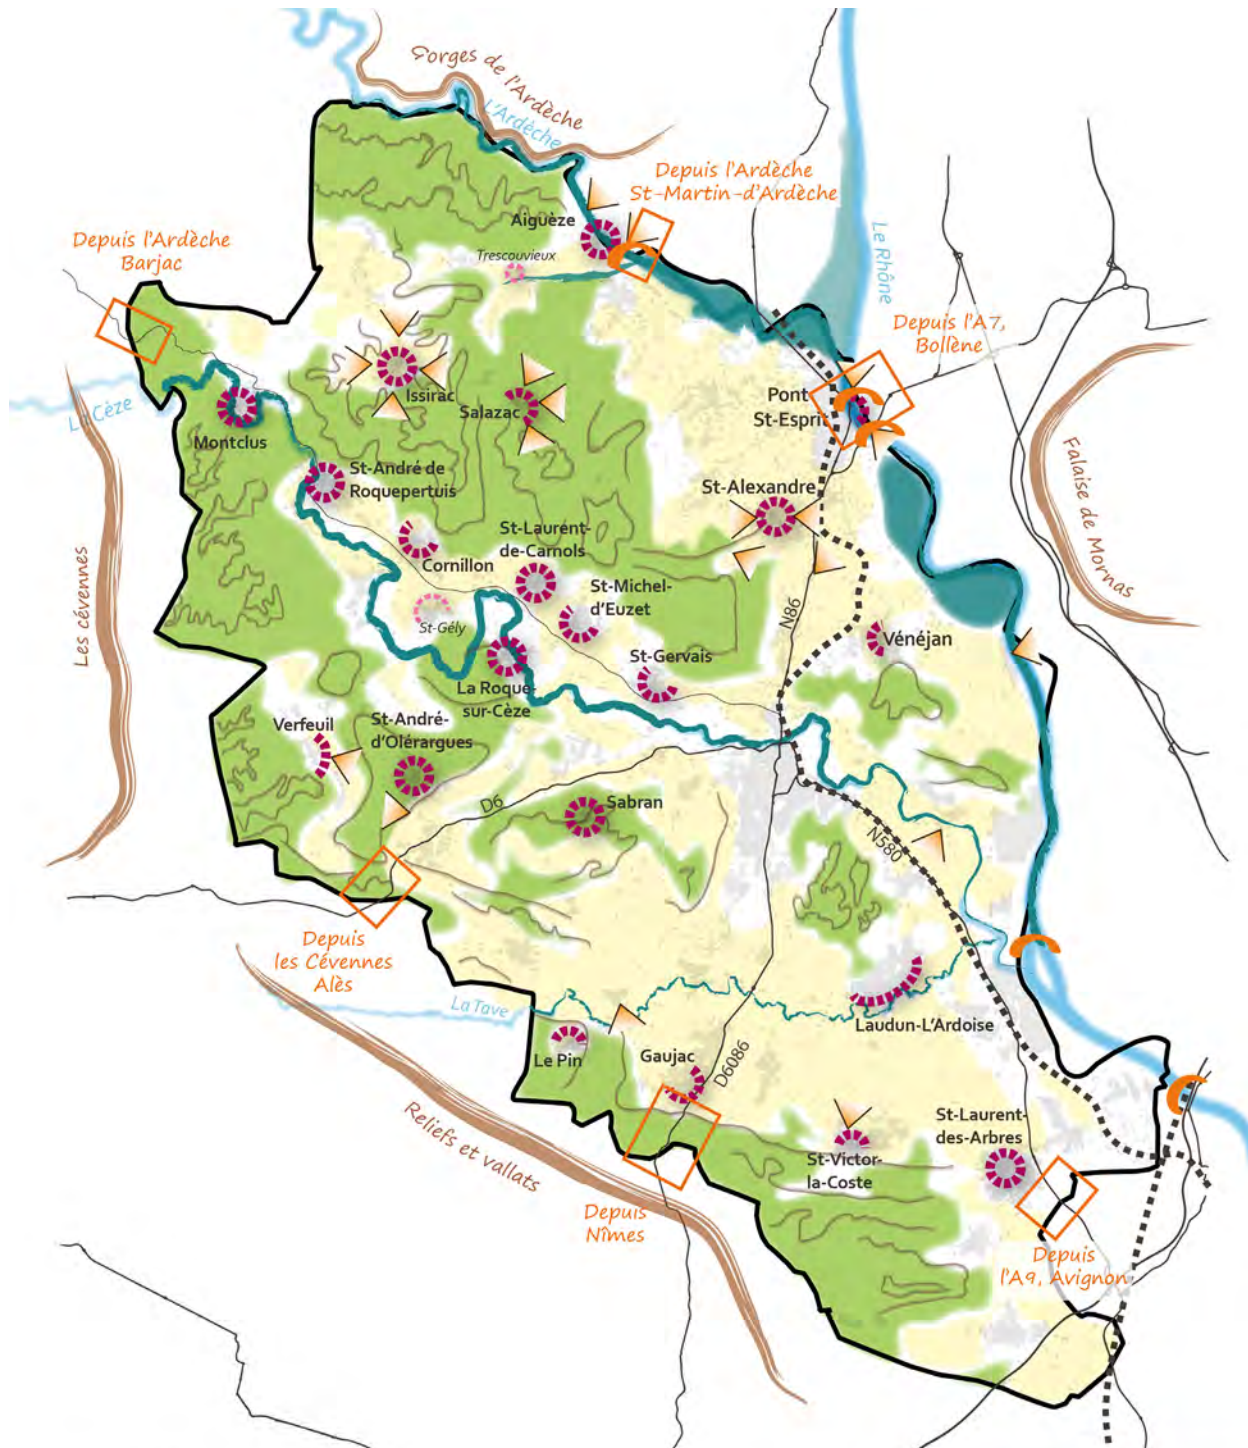 Gorges de
l'Ardèche
L'Ardèche
Depuis l'Ardèche
St-Martin-d'Ardèche
Aiguèze
Depuis l'Ardèche
Barjac
Trescouvieux
Le Rhône
Depuis l'A7,
Bollène
Issirac
Salazac
Pont
St-Esprit
La Cèze
Montclus
St-André de
Roquepertuis
St-Alexandre
Falaise de Mornas
Cornillon
St-Laurent-
de-Carnols
St-Michel-
d'Euzet
N86
Les cévennes
St-Gély
Vénéjan
St-Gervais
La Roque-
sur-Cèze
Verfeuil
St-André-
d'Olérargues
D6
Sabran
N580
Depuis
les Cévennes
Alès
La Tave
Laudun-L'Ardoise
Le Pin
Gaujac
D6086
Reliefs et vallats
St-Laurent-
des-Arbres
St-Victor-
la-Coste
Depuis
Nîmes
Depuis
l'A9, Avignon